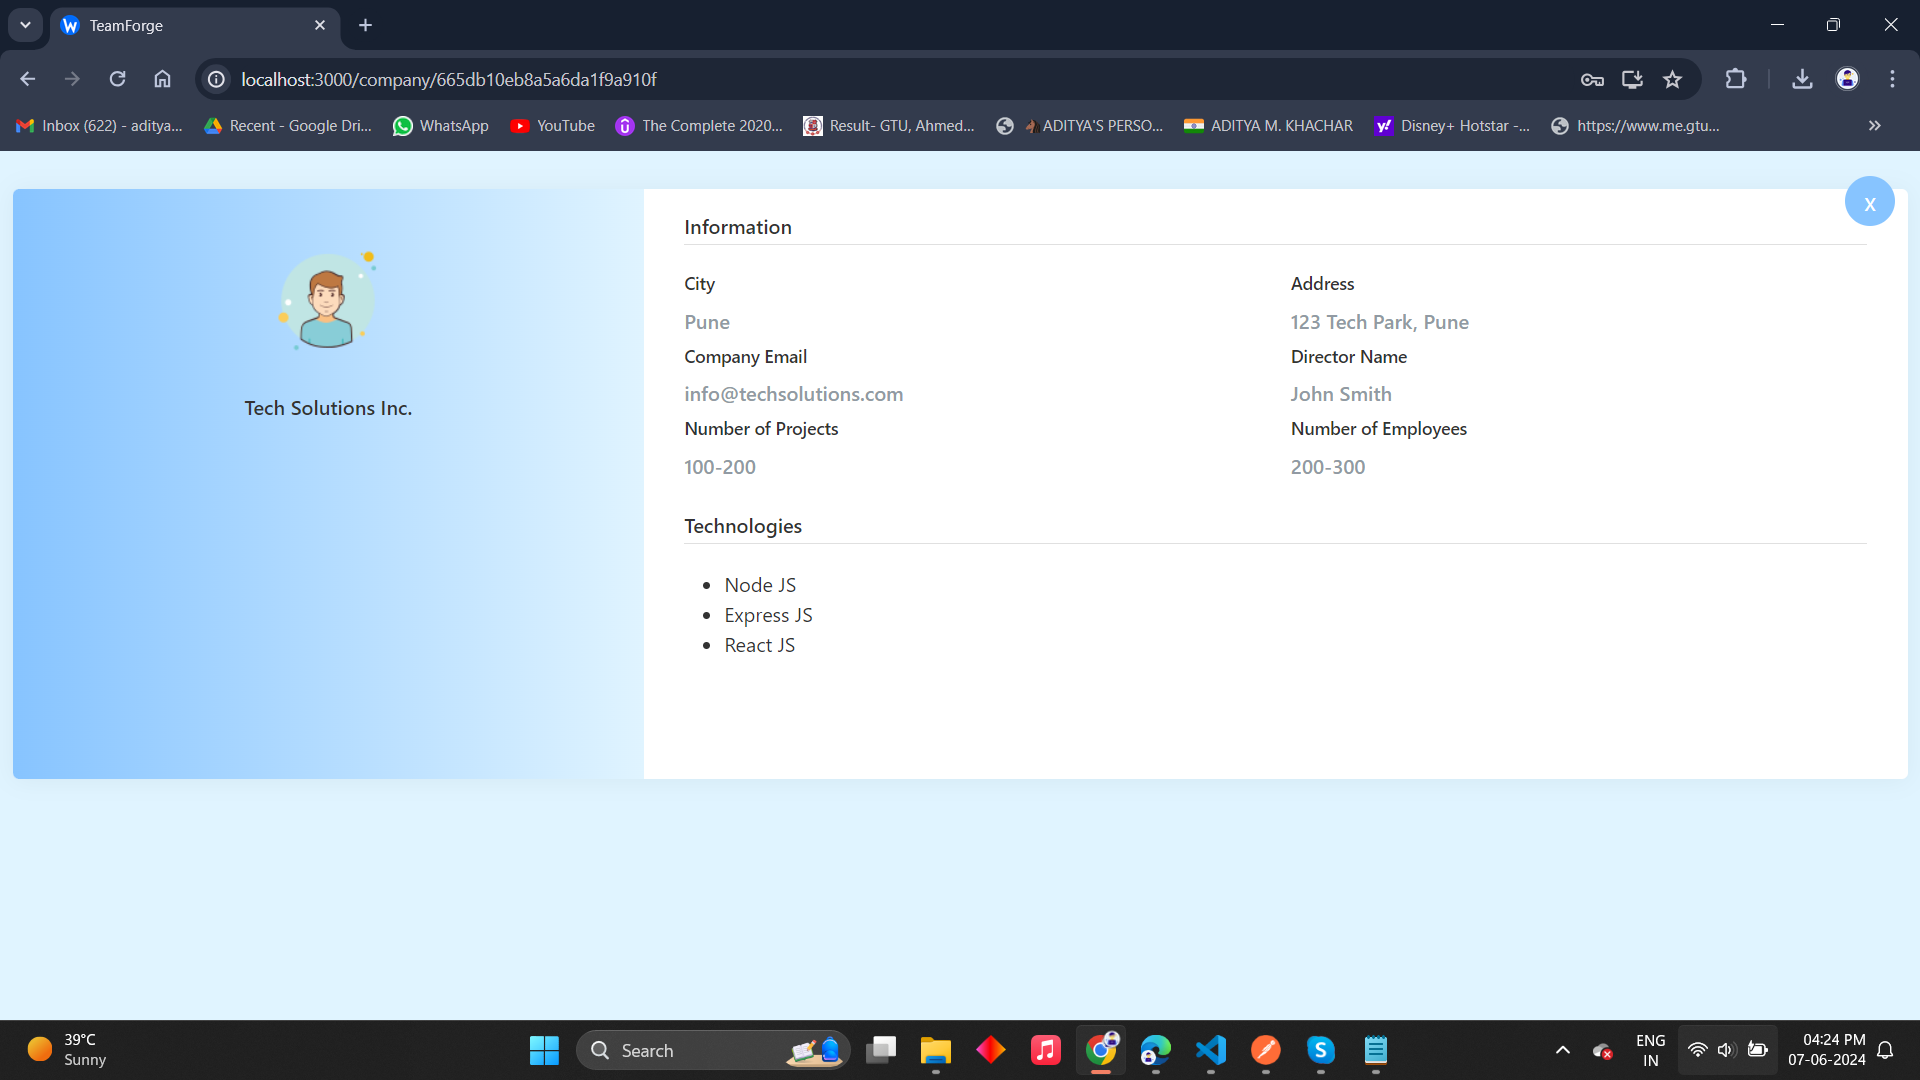 TeamForge
localhost:3000/company/665db10eb8a5a6da1f9a910f
Inbox (622) - aditya... Recent - Google Dri... WhatsApp YouTube The Complete 2020... Result- GTU, Ahmed... ADITYA'S PERSO... ADITYA M. KHACHAR Disney+ Hotstar -... https://www.me.gtu...
x
Tech Solutions Inc.
Information
City Address
Pune 123 Tech Park, Pune
Company Email Director Name
info@techsolutions.com John Smith
Number of Projects Number of Employees
100-200 200-300
Technologies
Node JS
Express JS
React JS
39°C
Sunny
Search
ENG
IN
04:24 PM
07-06-2024